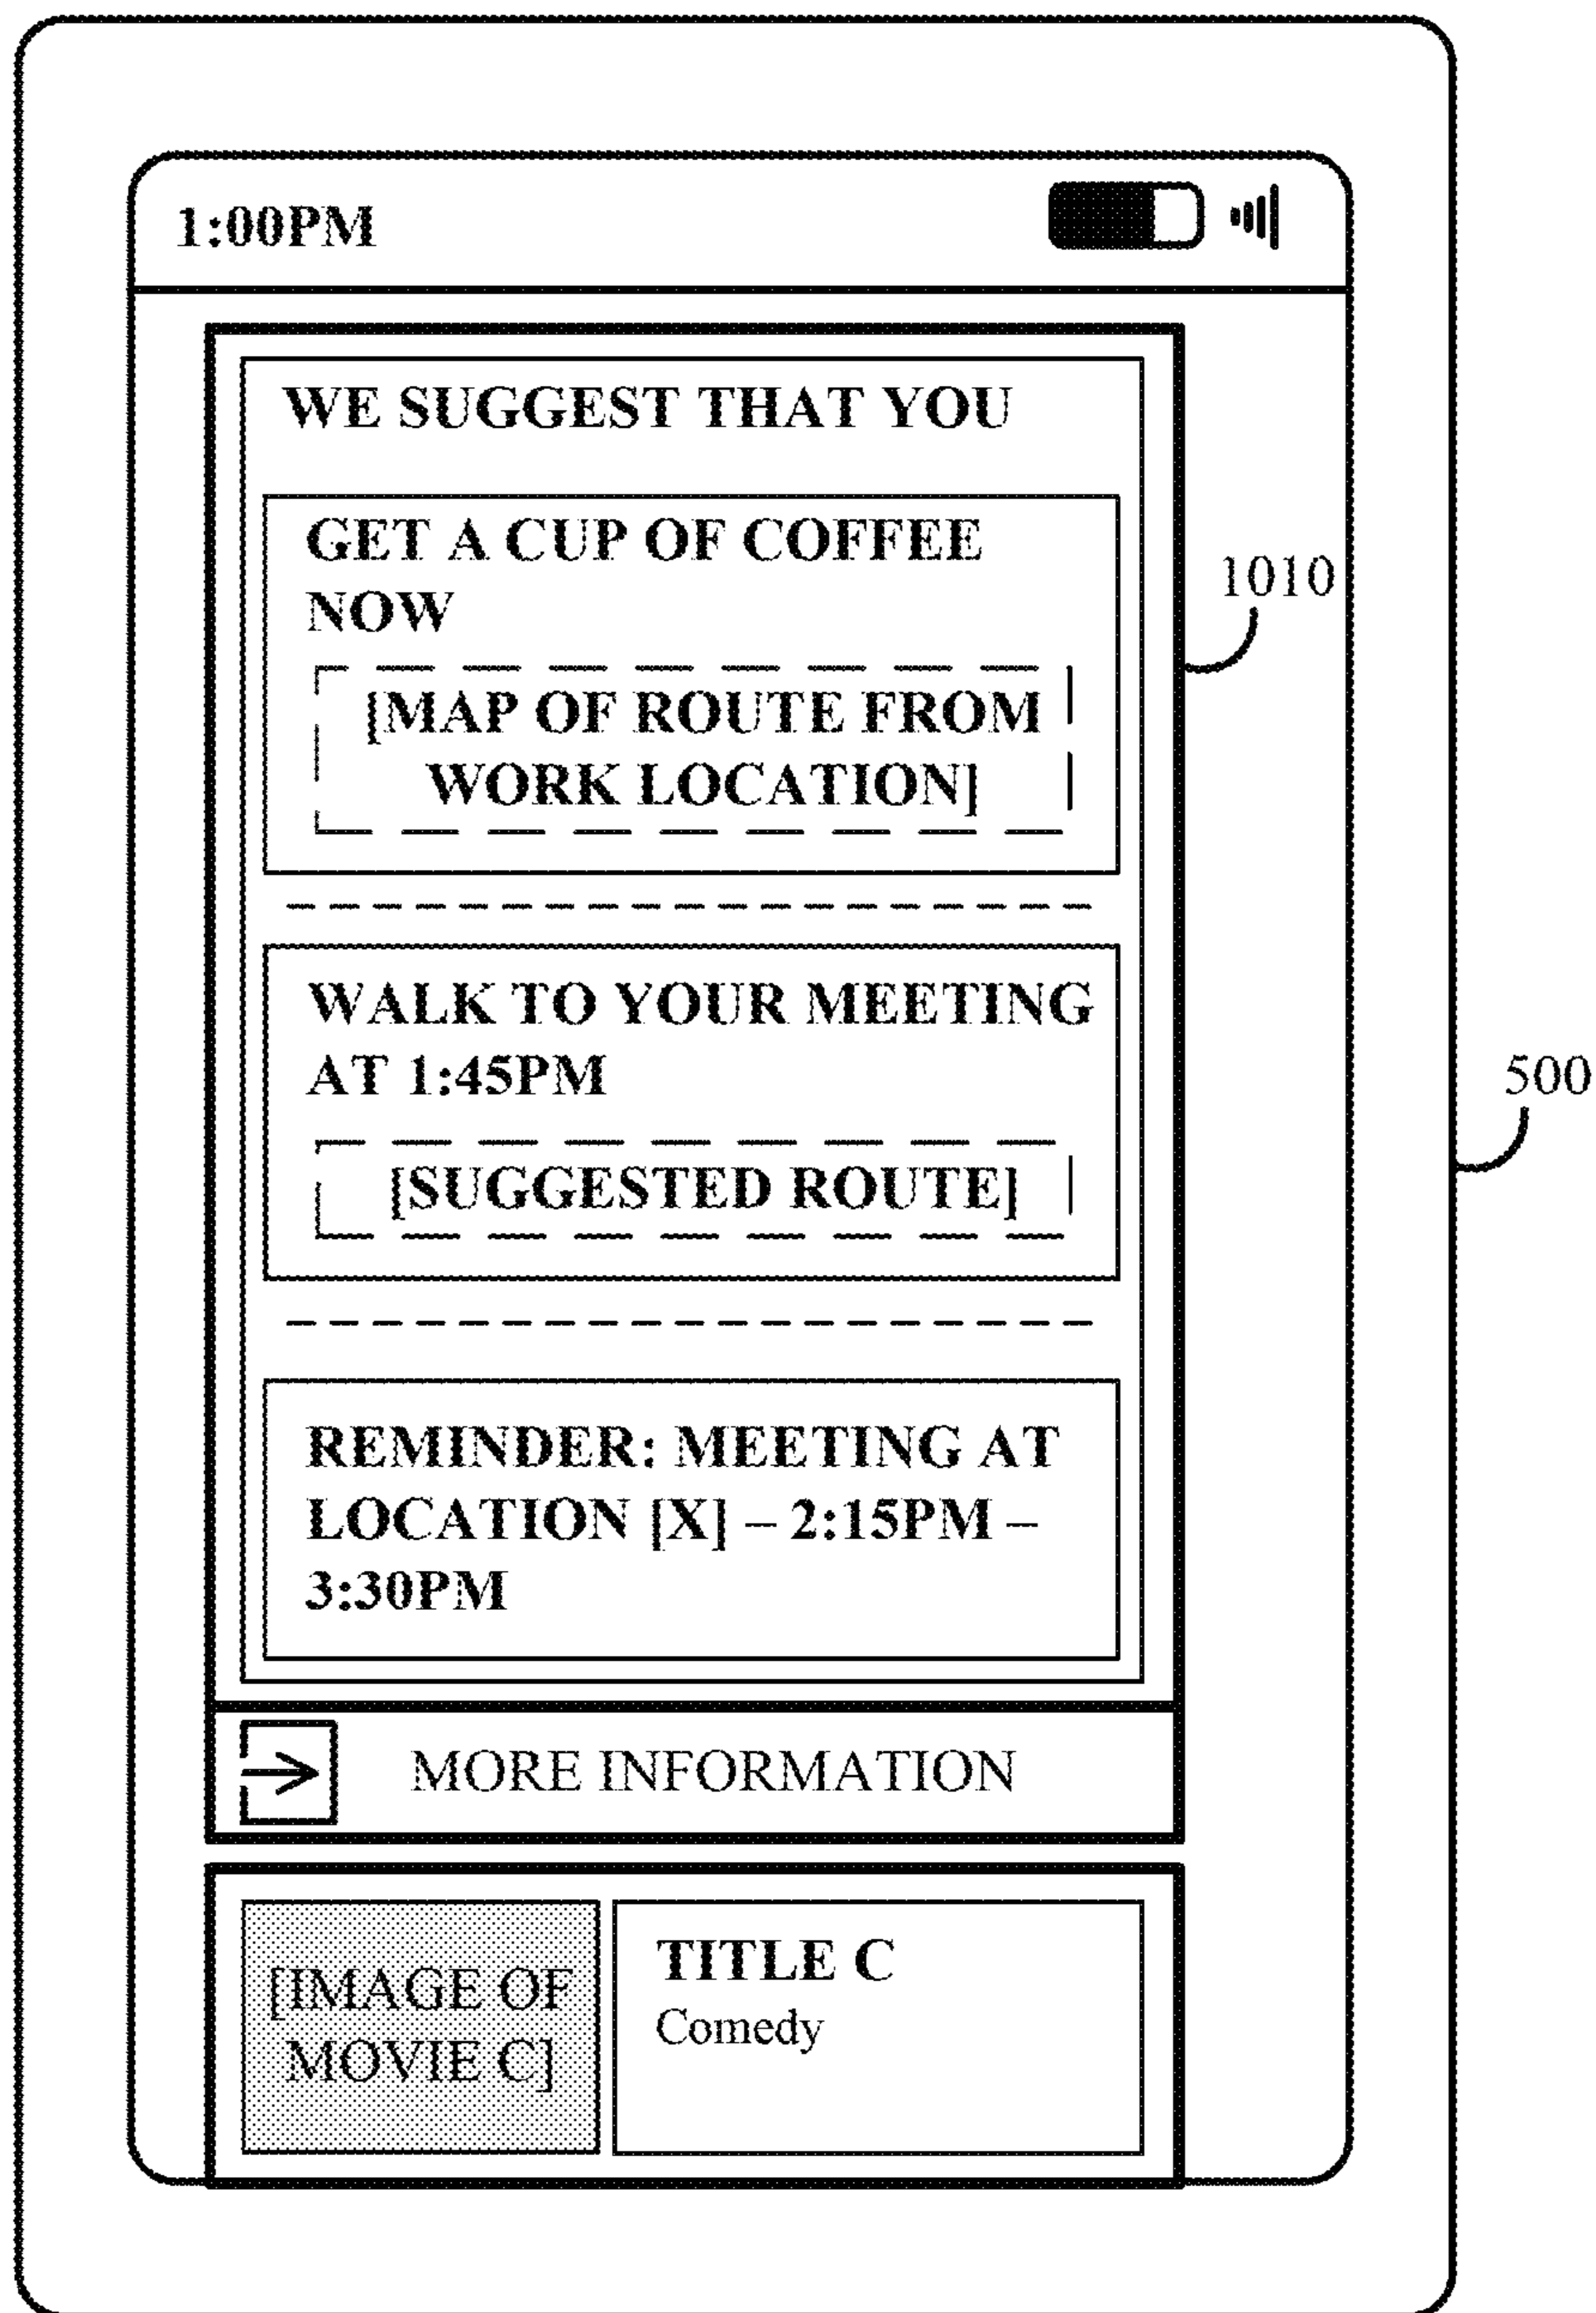 1:00PM
WE SUGGEST THAT YOU
GET A CUP OF COFFEE
NOW
[MAP OF ROUTE FROM
WORK LOCATION]
1010
WALK TO YOUR MEETING
AT 1:45PM
[SUGGESTED ROUTE]
500
REMINDER: MEETING AT
LOCATION [X] – 2:15PM –
3:30PM
MORE INFORMATION
[IMAGE OF
MOVIE C]
TITLE C
Comedy